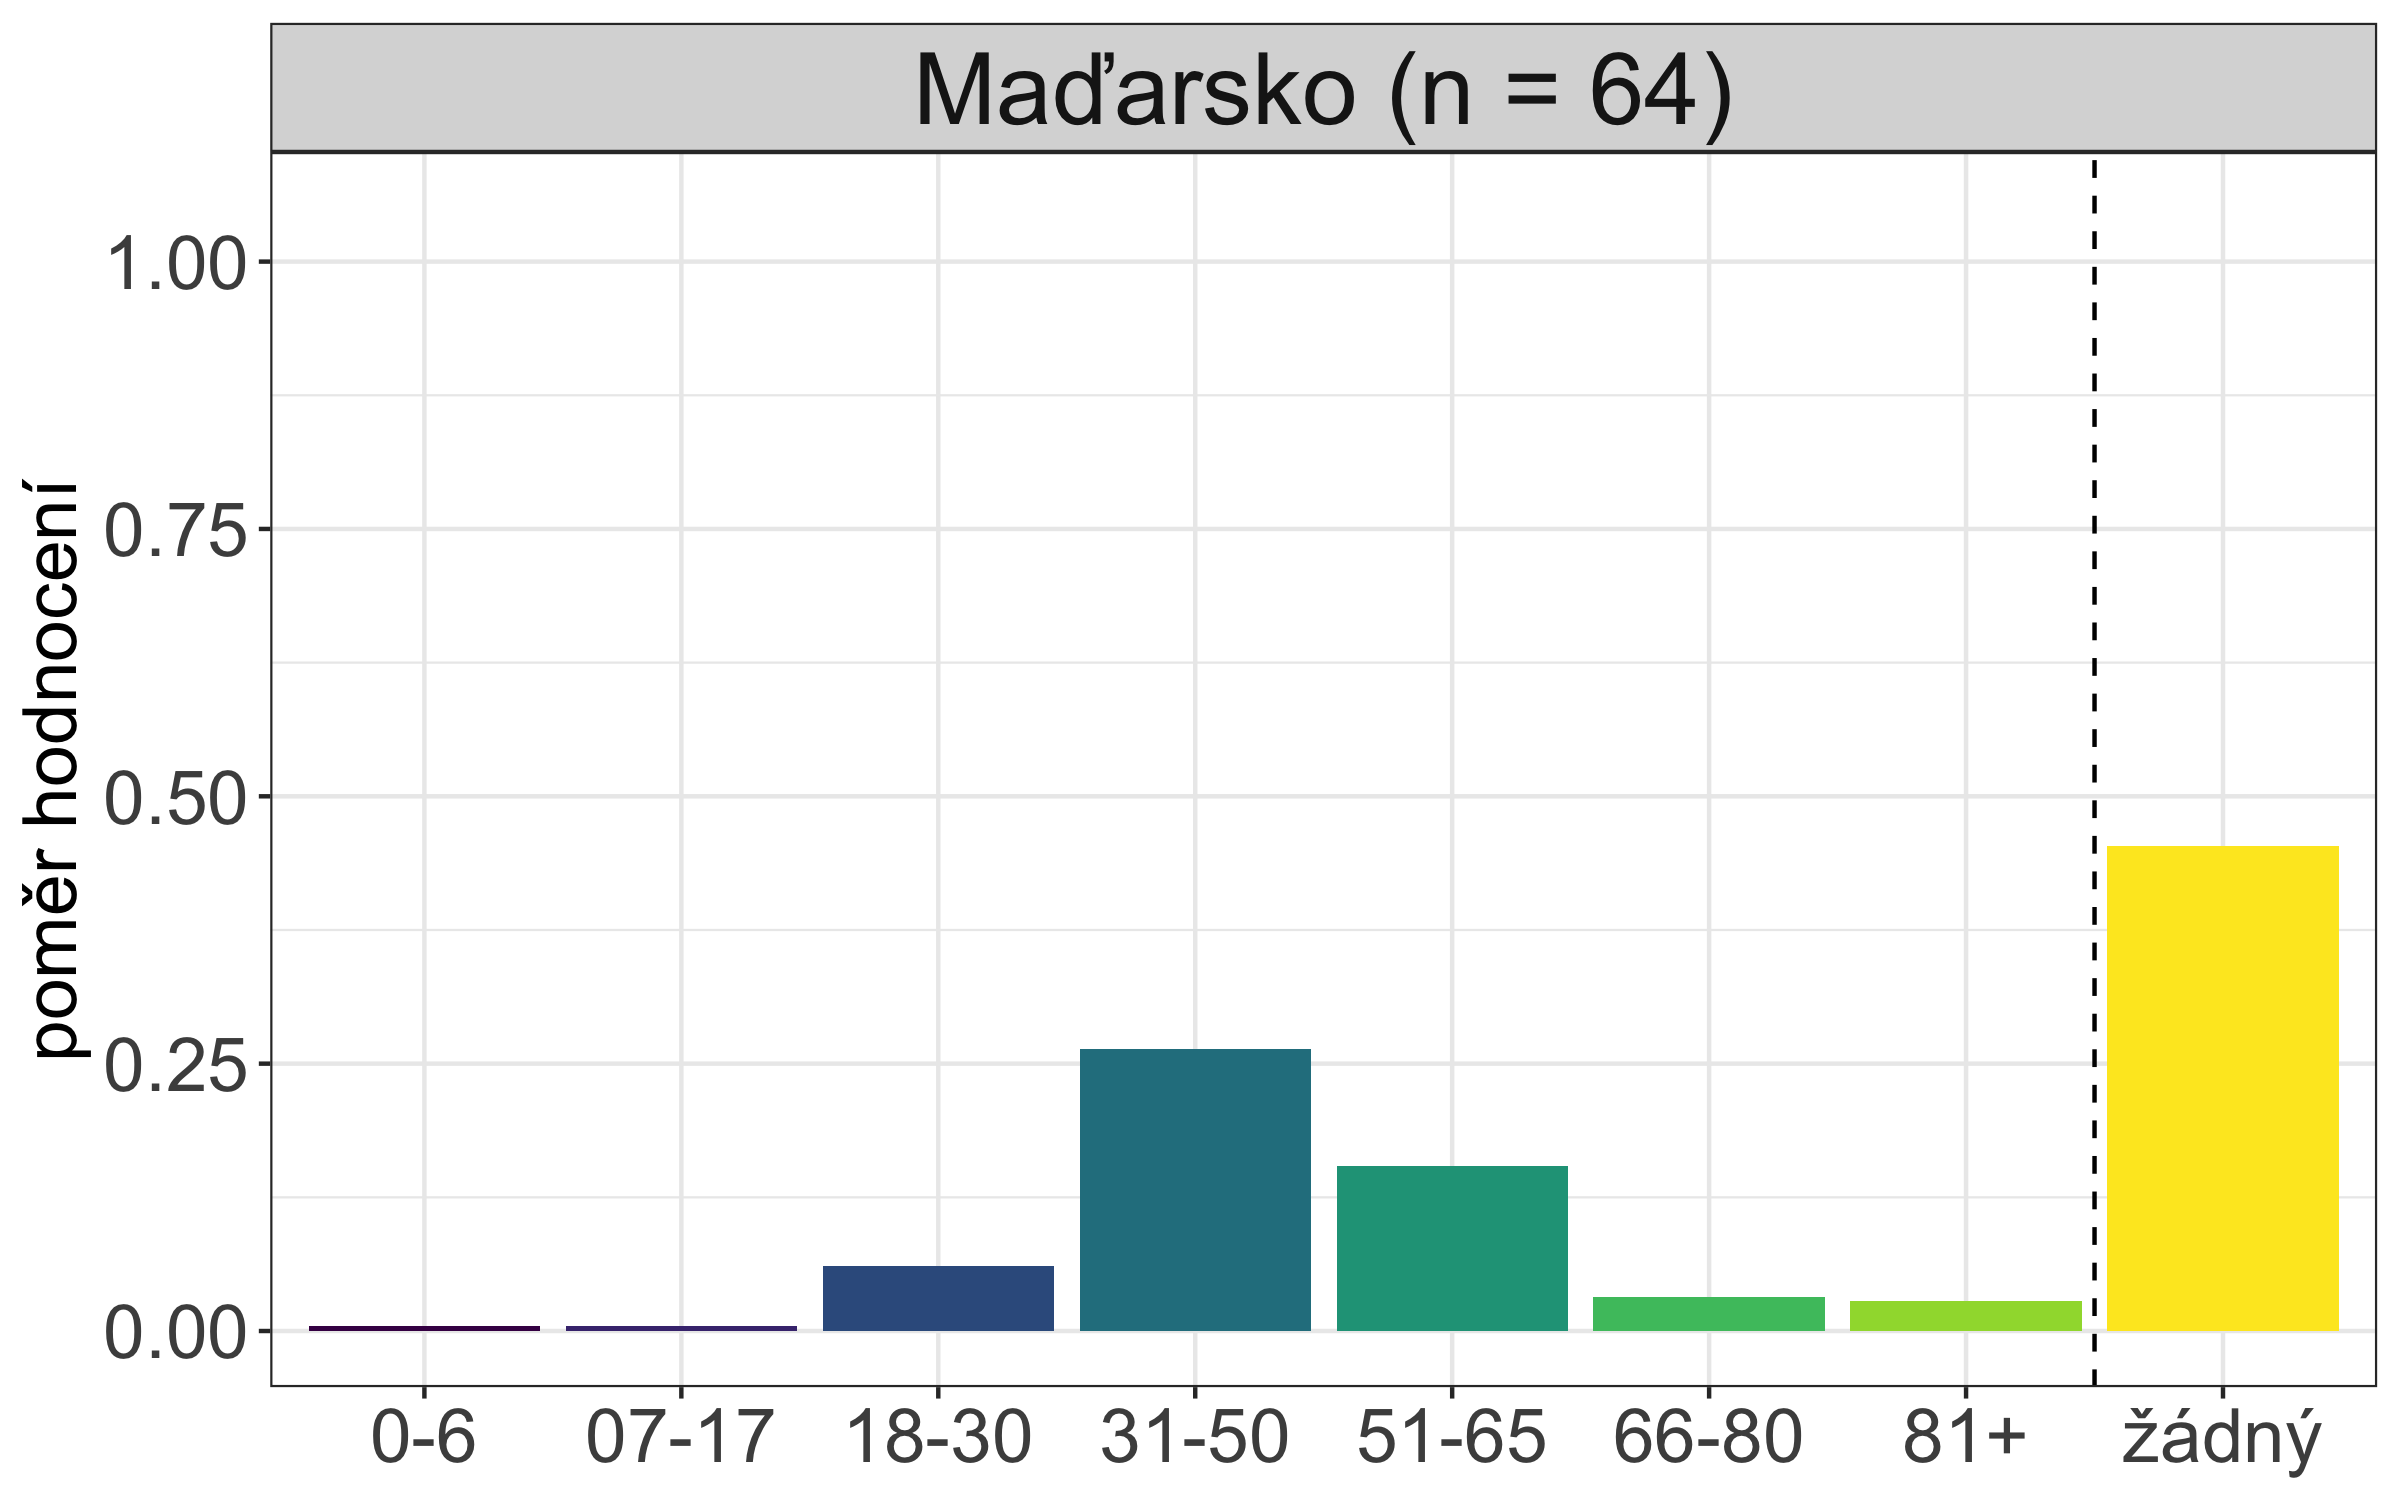 Maďarsko (n = 64)
poměr hodnocení
1.00
0.75
0.50
0.25
0.00
0-6 07-17 18-30 31-50 51-65 66-80 81+ žádný